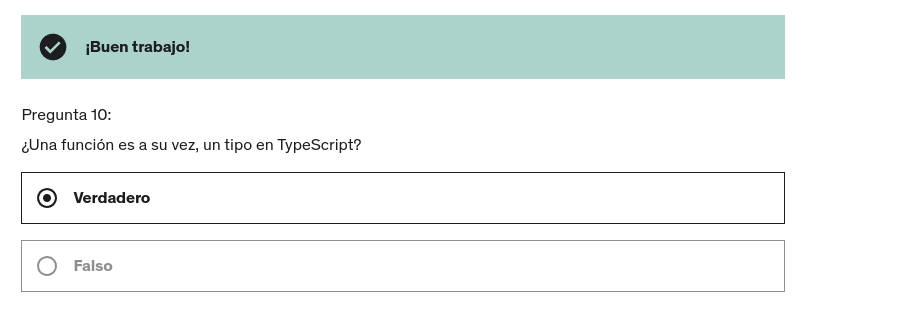 ¡Buen trabajo!
Pregunta 10:
¿Una función es a su vez, un tipo en TypeScript?
Verdadero
Falso